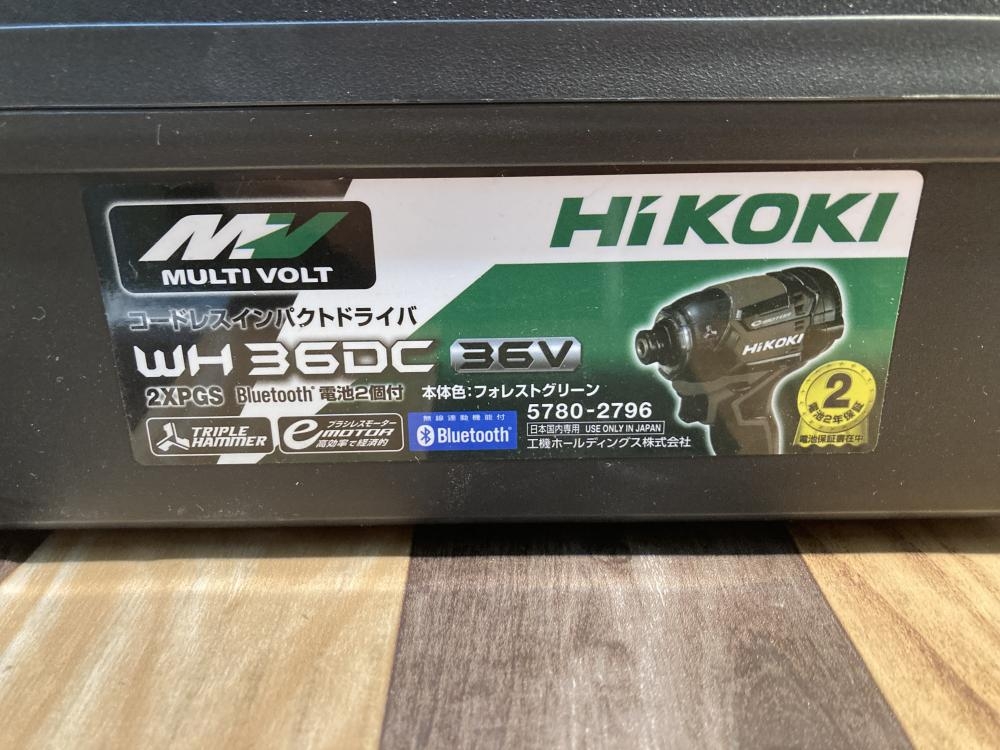 MV
MULTI VOLT
HiKOKI
コードレスインパクトドライバ
WH 36DC 36V
2XPGS Bluetooth® 電池2個付 本体色:フォレストグリーン
TRIPLE HAMMER
ブラシレスモーター
e MOTOR
高効率で経済的
無線連動機能付
Bluetooth®
5780-2796
日本国内専用 USE ONLY IN JAPAN
工機ホールディングス株式会社
HiKOKI
2
電池2年保証
電池保証書在中